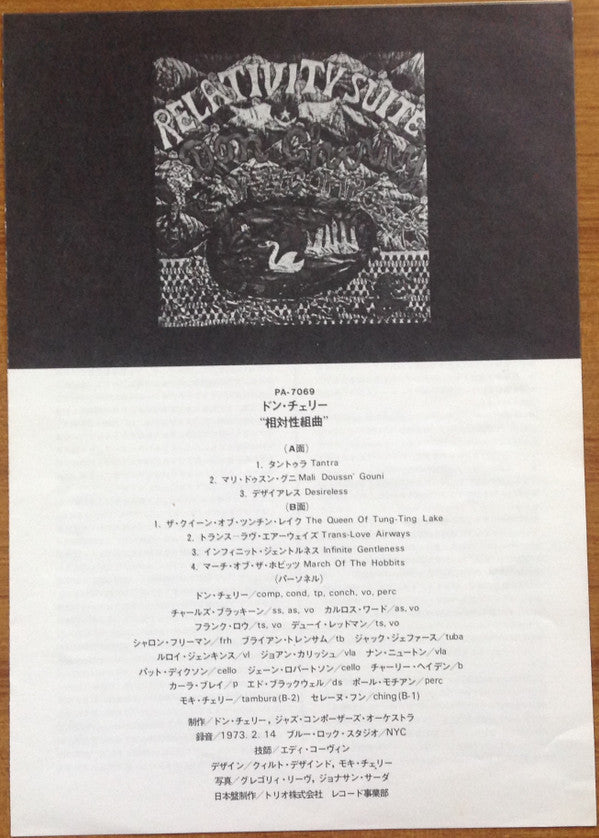 RELATIVITY SUITE
Don Cherry
PA-7069
ドン・チェリー
“相対性組曲”
(A面)
1. タントゥラ Tantra
2. マリ・ドゥスン・グニ Mali Doussn' Gouni
3. デザイアレス Desireless
(B面)
1. ザ・クイーン・オブ・ツンチン・レイク The Queen Of Tung-Ting Lake
2. トランス−ラヴ・エアーウェイズ Trans-Love Airways
3. インフィニット・ジェントルネス Infinite Gentleness
4. マーチ・オブ・ザ・ホビッツ March Of The Hobbits
(パーソネル)
ドン・チェリー/comp, cond, tp, conch, vo, perc
チャールズ・ブラッキーン/ss, as, vo カルロス・ワード/as, vo
フランク・ロウ/ts, vo デューイ・レッドマン/ts, vo
シャロン・フリーマン/frh ブライアン・トレンサム/tb ジャック・ジェファース/tuba
ルロイ・ジェンキンス/vl ジョアン・カリッシュ/vla ナン・ニュートン/vla
パット・ディクソン/cello ジェーン・ロバートソン/cello チャーリー・ヘイデン/b
カーラ・ブレイ/p エド・ブラックウェル/ds ポール・モチアン/perc
モキ・チェリー/tambura (B-2) セレーヌ・フン/ching (B-1)
制作/ドン・チェリー, ジャズ・コンポーザーズ・オーケストラ
録音/1973. 2. 14 ブルー・ロック・スタジオ/NYC
技師/エディ・コーヴィン
デザイン/クィルト・デザインド, モキ・チェリー
写真/グレゴリィ・リーヴ, ジョナサン・サーダ
日本盤制作/トリオ株式会社 レコード事業部